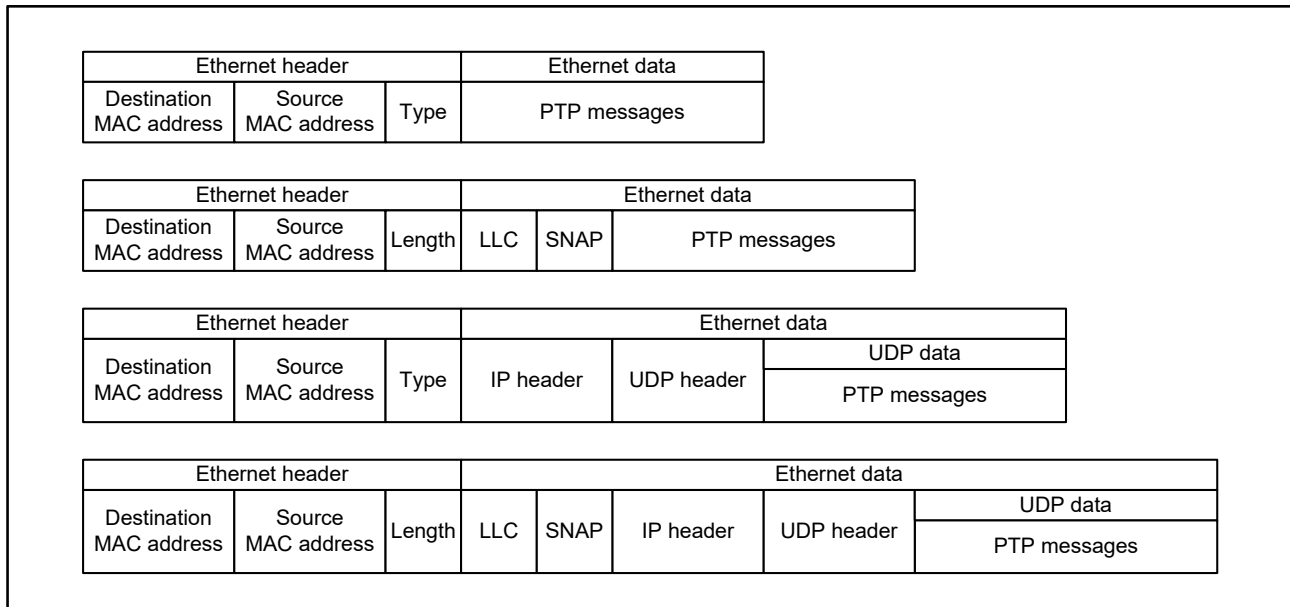 Ethernet header Ethernet data
Destination MAC address Source MAC address Type PTP messages
Ethernet header Ethernet data
Destination MAC address Source MAC address Length LLC SNAP PTP messages
Ethernet header Ethernet data
Destination MAC address Source MAC address Type IP header UDP header UDP data
PTP messages
Ethernet header Ethernet data
Destination MAC address Source MAC address Length LLC SNAP IP header UDP header UDP data
PTP messages